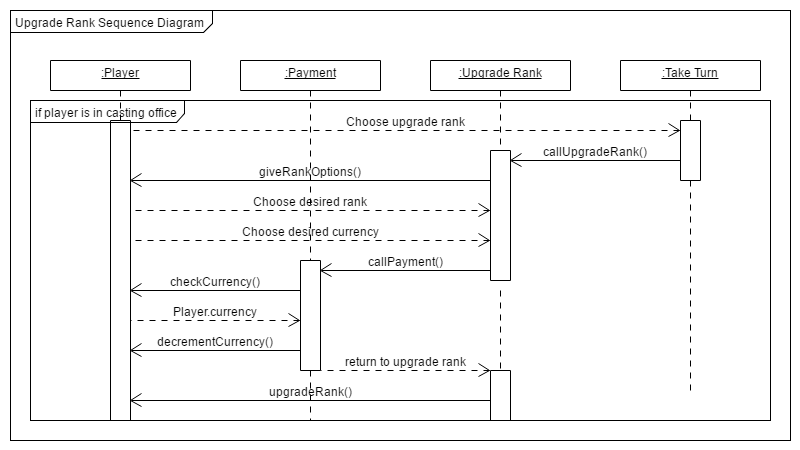 Upgrade Rank Sequence Diagram
:Player
:Payment
:Upgrade Rank
:Take Turn
if player is in casting office
Choose upgrade rank
callUpgradeRank()
giveRankOptions()
Choose desired rank
Choose desired currency
callPayment()
checkCurrency()
Player.currency
decrementCurrency()
return to upgrade rank
upgradeRank()